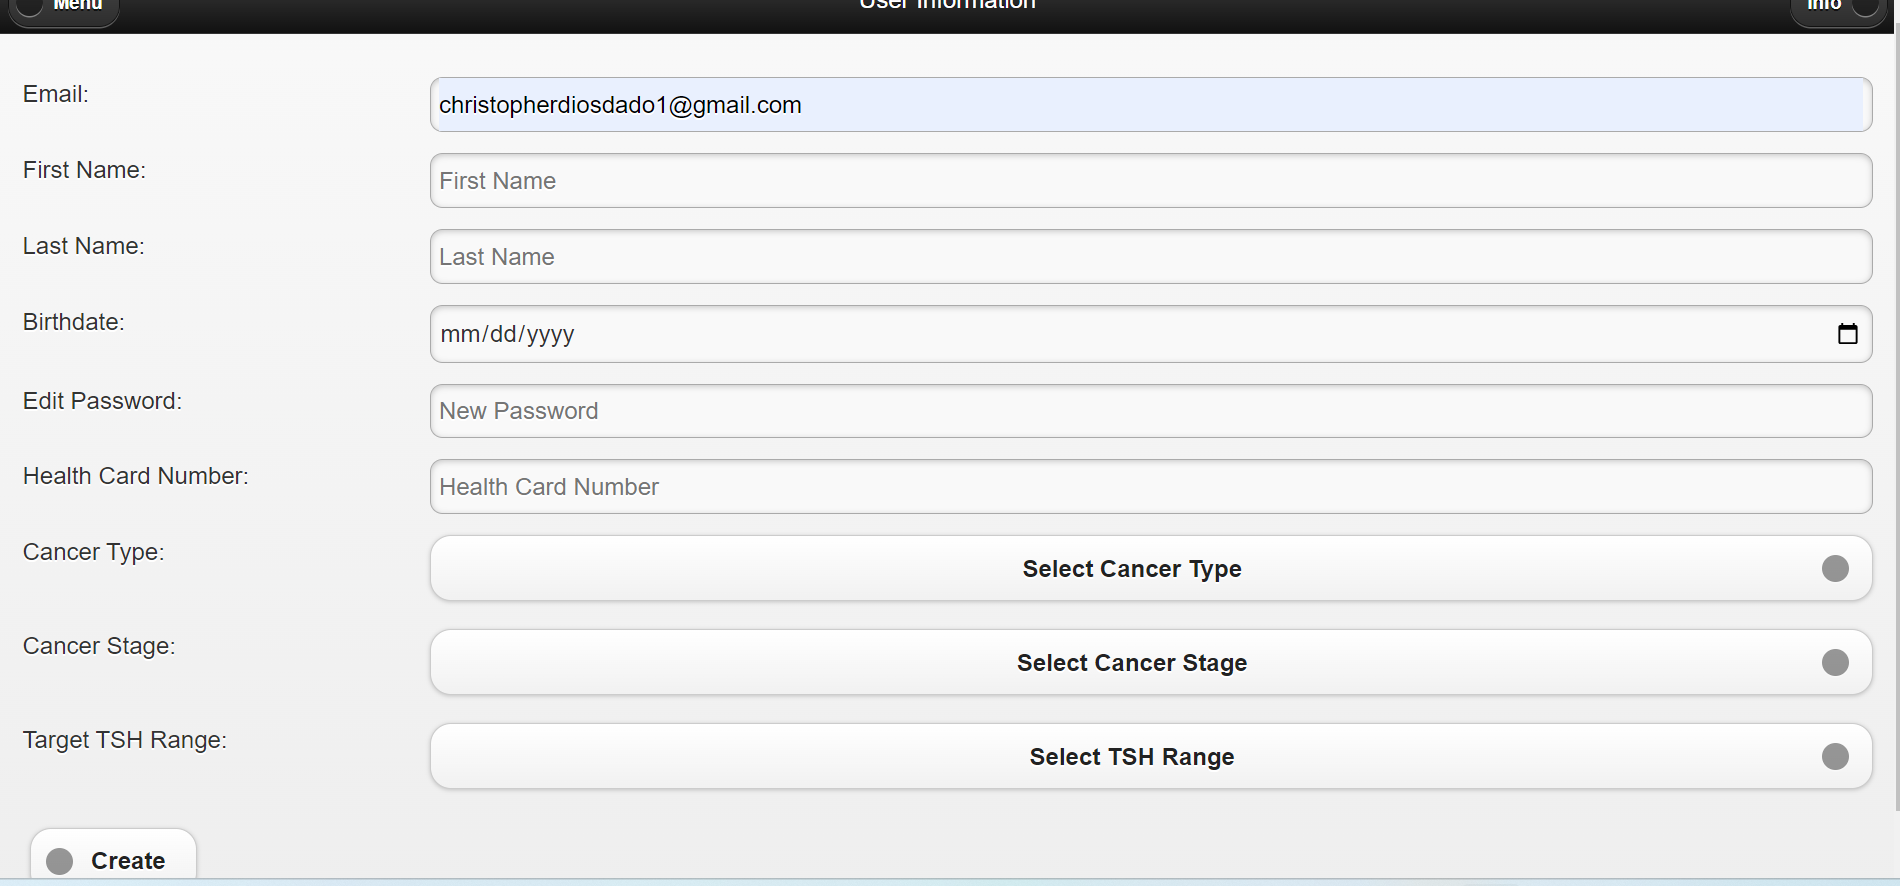 Menu
User Information
Info
Email:
christopherdiosdado1@gmail.com
First Name:
First Name
Last Name:
Last Name
Birthdate:
mm/dd/yyyy
Edit Password:
New Password
Health Card Number:
Health Card Number
Cancer Type:
Select Cancer Type
Cancer Stage:
Select Cancer Stage
Target TSH Range:
Select TSH Range
Create